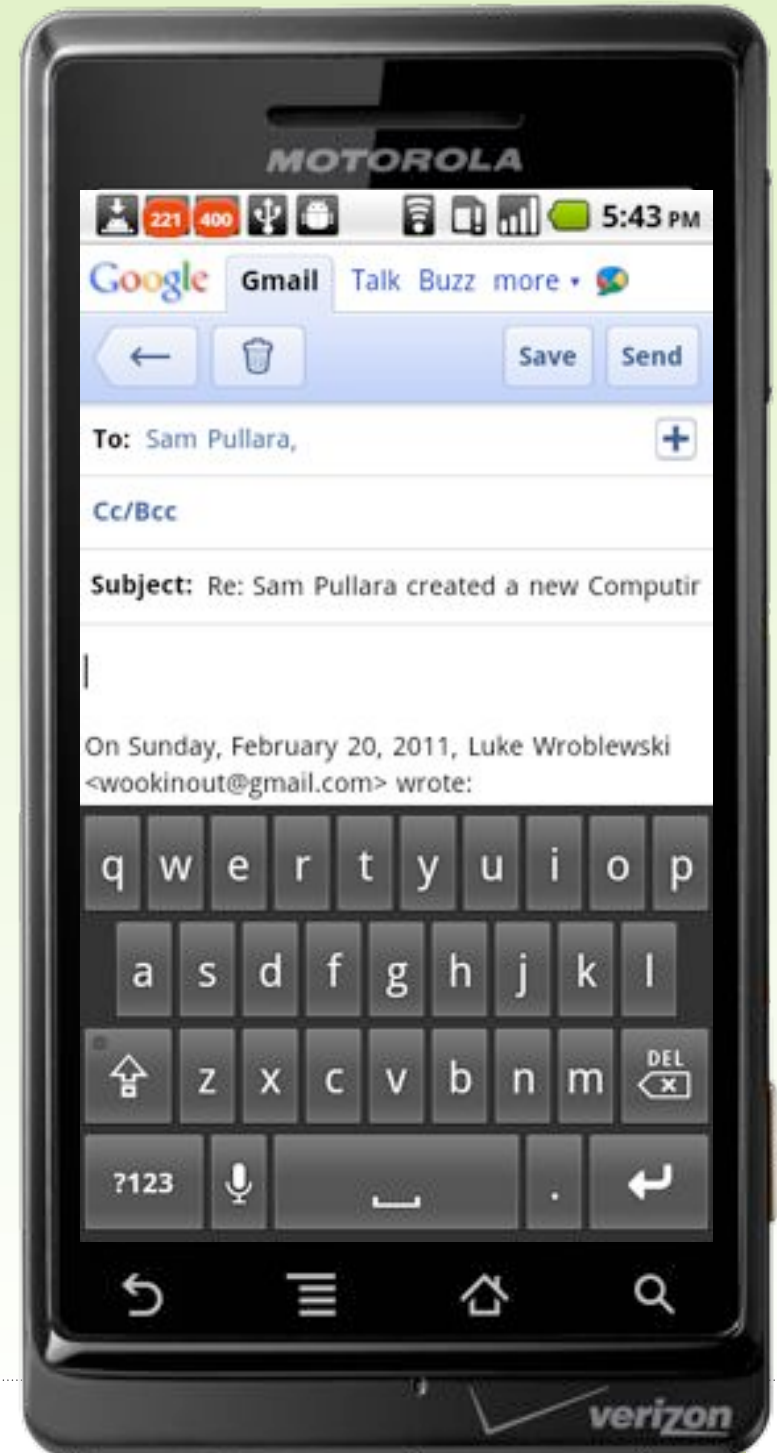 MOTOROLA
221 400 5:43 PM
Google Gmail Talk Buzz more
Save Send
To: Sam Pullara,
Cc/Bcc
Subject: Re: Sam Pullara created a new Computir
On Sunday, February 20, 2011, Luke Wroblewski
<wookinout@gmail.com> wrote:
q w e r t y u i o p
a s d f g h j k l
z x c v b n m DEL
?123 .
verizon